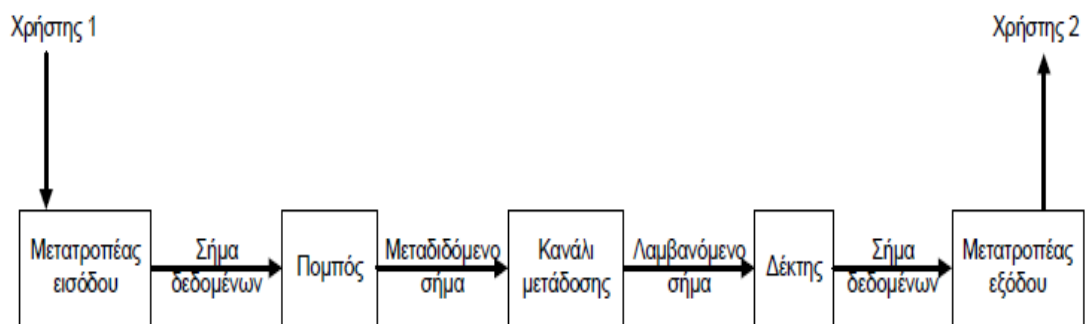 Χρήστης 1
Χρήστης 2
Μετατροπέας
εισόδου
Σήμα
δεδομένων
Πομπός
Μεταδιδόμενο
σήμα
Κανάλι
μετάδοσης
Λαμβανόμενο
σήμα
Δέκτης
Σήμα
δεδομένων
Μετατροπέας
εξόδου